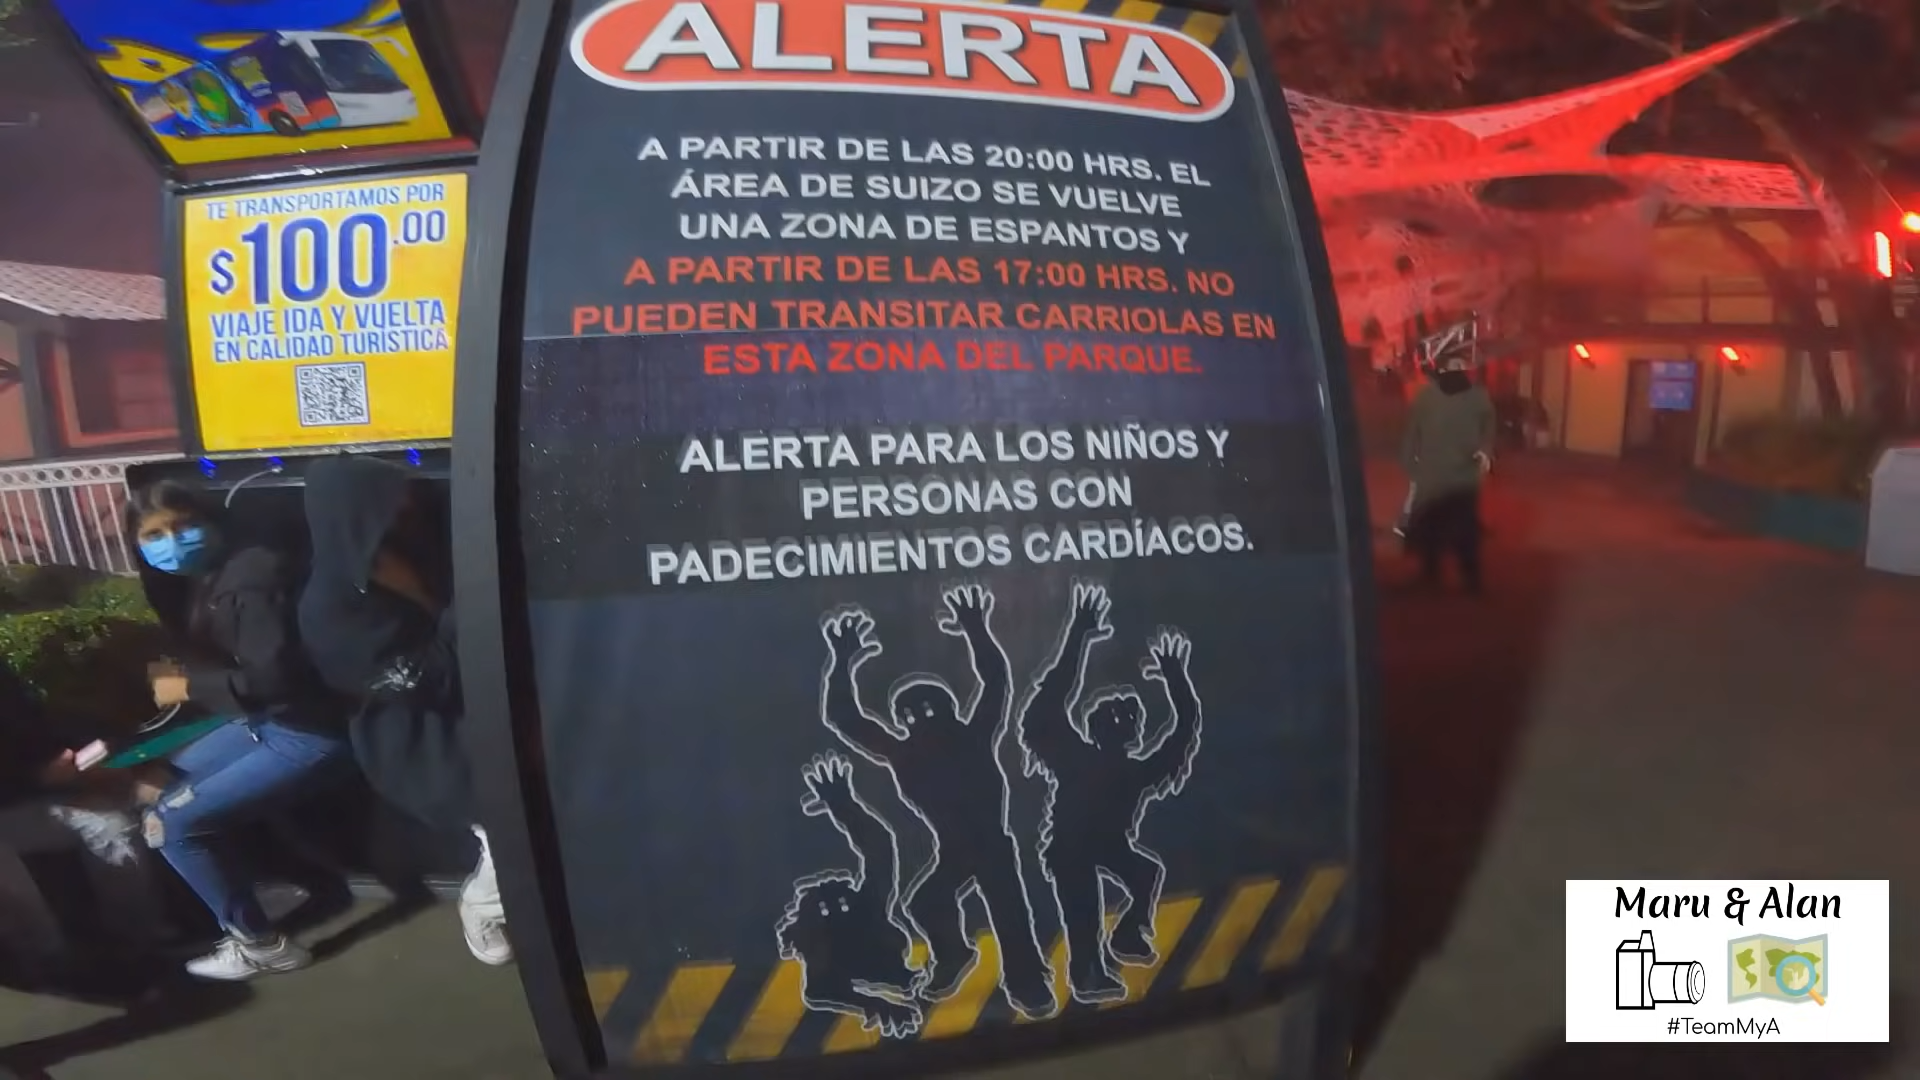 ALERTA
A PARTIR DE LAS 20:00 HRS. EL
ÁREA DE SUIZO SE VUELVE
UNA ZONA DE ESPANTOS Y
A PARTIR DE LAS 17:00 HRS. NO
PUEDEN TRANSITAR CARRIOLAS EN
ESTA ZONA DEL PARQUE.
ALERTA PARA LOS NIÑOS Y
PERSONAS CON
PADECIMIENTOS CARDÍACOS.
TE TRANSPORTAMOS POR
$100.00
VIAJE IDA Y VUELTA
EN CALIDAD TURISTICA
Maru & Alan
#TeamMyA